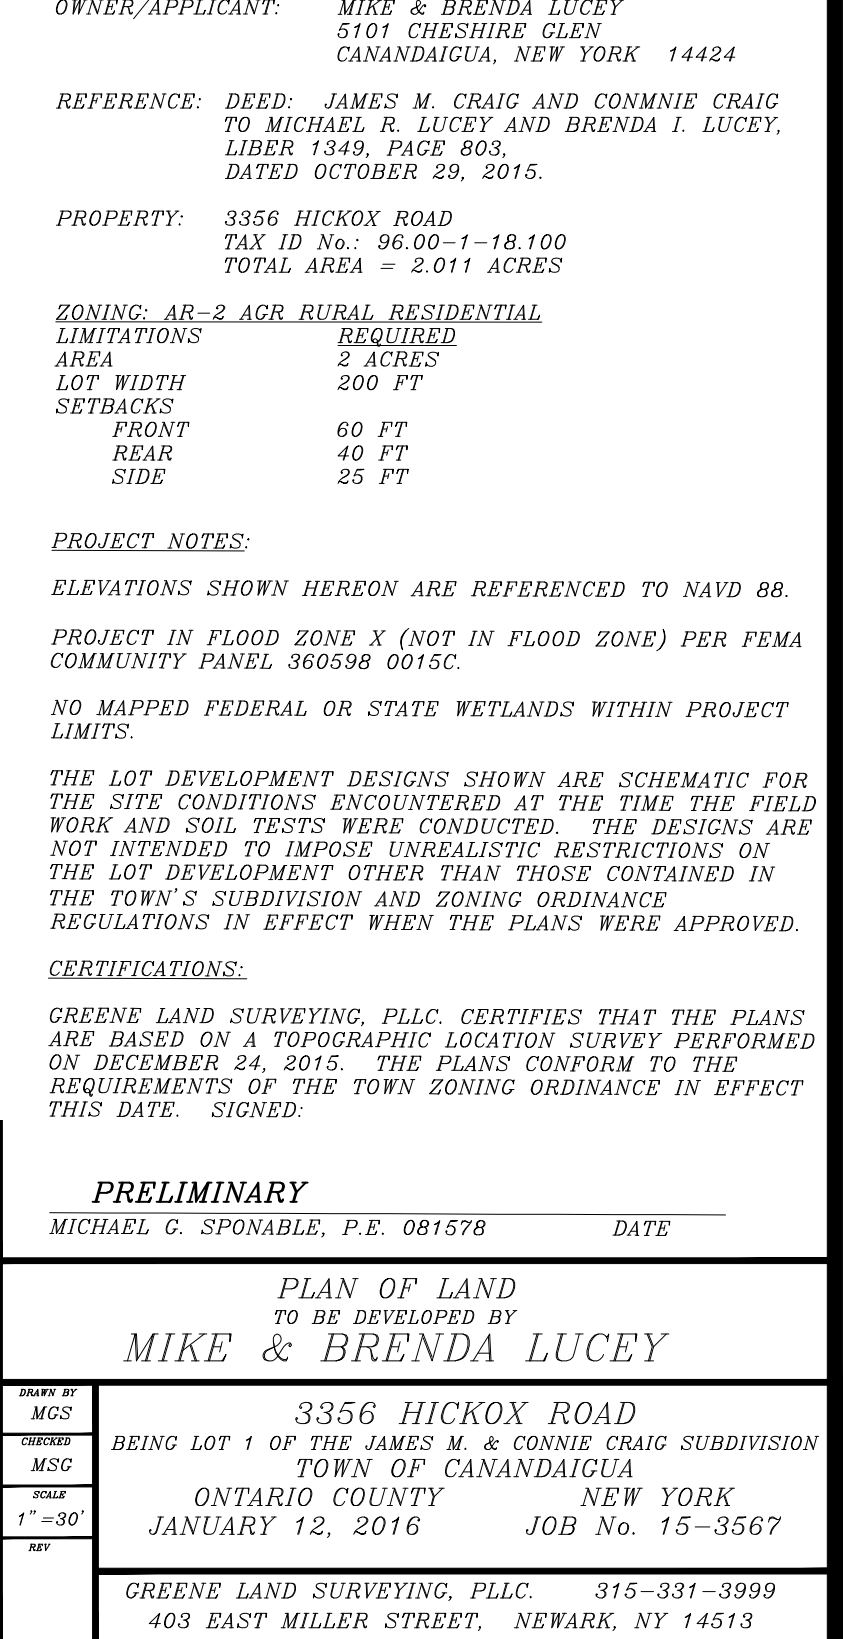 OWNER/APPLICANT: MIKE & BRENDA LUCEY
5101 CHESHIRE GLEN
CANANDAIGUA, NEW YORK 14424
REFERENCE: DEED: JAMES M. CRAIG AND CONMNIE CRAIG
TO MICHAEL R. LUCEY AND BRENDA I. LUCEY,
LIBER 1349, PAGE 803,
DATED OCTOBER 29, 2015.
PROPERTY: 3356 HICKOX ROAD
TAX ID No.: 96.00-1-18.100
TOTAL AREA = 2.011 ACRES
ZONING: AR-2 AGR RURAL RESIDENTIAL
LIMITATIONS REQUIRED
AREA 2 ACRES
LOT WIDTH 200 FT
SETBACKS
FRONT 60 FT
REAR 40 FT
SIDE 25 FT
PROJECT NOTES:
ELEVATIONS SHOWN HEREON ARE REFERENCED TO NAVD 88.
PROJECT IN FLOOD ZONE X (NOT IN FLOOD ZONE) PER FEMA
COMMUNITY PANEL 360598 0015C.
NO MAPPED FEDERAL OR STATE WETLANDS WITHIN PROJECT
LIMITS.
THE LOT DEVELOPMENT DESIGNS SHOWN ARE SCHEMATIC FOR
THE SITE CONDITIONS ENCOUNTERED AT THE TIME THE FIELD
WORK AND SOIL TESTS WERE CONDUCTED. THE DESIGNS ARE
NOT INTENDED TO IMPOSE UNREALISTIC RESTRICTIONS ON
THE LOT DEVELOPMENT OTHER THAN THOSE CONTAINED IN
THE TOWN'S SUBDIVISION AND ZONING ORDINANCE
REGULATIONS IN EFFECT WHEN THE PLANS WERE APPROVED.
CERTIFICATIONS:
GREENE LAND SURVEYING, PLLC. CERTIFIES THAT THE PLANS
ARE BASED ON A TOPOGRAPHIC LOCATION SURVEY PERFORMED
ON DECEMBER 24, 2015. THE PLANS CONFORM TO THE
REQUIREMENTS OF THE TOWN ZONING ORDINANCE IN EFFECT
THIS DATE. SIGNED:
PRELIMINARY
MICHAEL G. SPONABLE, P.E. 081578 DATE
PLAN OF LAND
TO BE DEVELOPED BY
MIKE & BRENDA LUCEY
DRAWN BY
MGS
CHECKED
MSG
SCALE
1"=30'
REV
3356 HICKOX ROAD
BEING LOT 1 OF THE JAMES M. & CONNIE CRAIG SUBDIVISION
TOWN OF CANANDAIGUA
ONTARIO COUNTY NEW YORK
JANUARY 12, 2016 JOB No. 15-3567
GREENE LAND SURVEYING, PLLC. 315-331-3999
403 EAST MILLER STREET, NEWARK, NY 14513